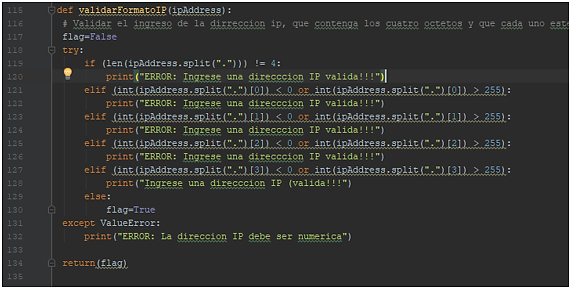 115 def validarFormatoIP(ipAddress):
116 # Validar el ingreso de la dirreccion ip, que contenga los cuatro octetos y que cada uno este
117 flag=False
118 try:
119 if (len(ipAddress.split("."))) != 4:
120 print("ERROR: Ingrese una direcccion IP valida!!!")
121 elif (int(ipAddress.split(".")[0]) < 0 or int(ipAddress.split(".")[0]) > 255):
122 print("ERROR: Ingrese una direcccion IP valida!!!")
123 elif (int(ipAddress.split(".")[1]) < 0 or int(ipAddress.split(".")[1]) > 255):
124 print("ERROR: Ingrese una direcccion IP valida!!!")
125 elif (int(ipAddress.split(".")[2]) < 0 or int(ipAddress.split(".")[2]) > 255):
126 print("ERROR: Ingrese una direcccion IP valida!!!")
127 elif (int(ipAddress.split(".")[3]) < 0 or int(ipAddress.split(".")[3]) > 255):
128 print("Ingrese una direcccion IP (valida!!!")
129 else:
130 flag=True
131 except ValueError:
132 print("ERROR: La direccion IP debe ser numerica")
133
134 return(flag)
135